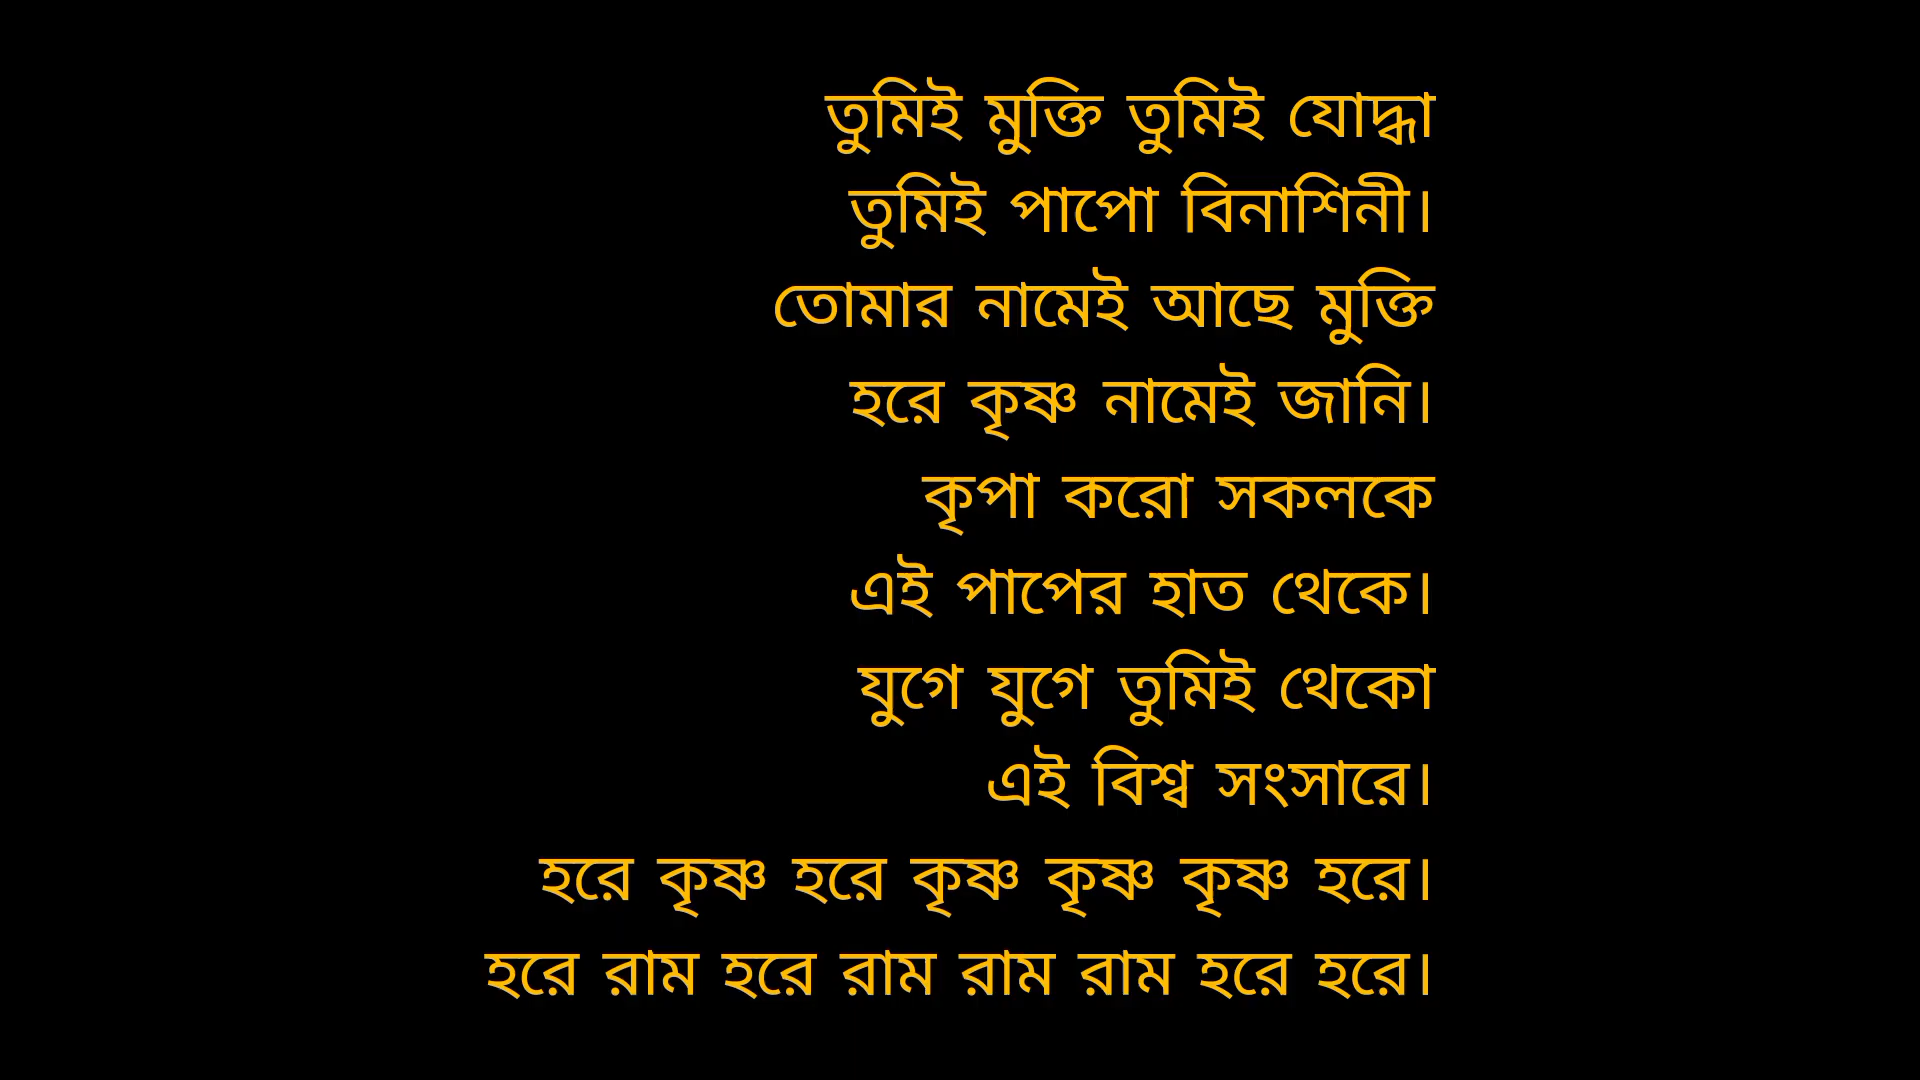 তুমিই মুক্তি তুমিই যোদ্ধা
তুমিই পাপো বিনাশিনী।
তোমার নামেই আছে মুক্তি
হরে কৃষ্ণ নামেই জানি।
কৃপা করো সকলকে
এই পাপের হাত থেকে।
যুগে যুগে তুমিই থেকো
এই বিশ্ব সংসারে।
হরে কৃষ্ণ হরে কৃষ্ণ কৃষ্ণ কৃষ্ণ হরে।
হরে রাম হরে রাম রাম রাম হরে হরে।